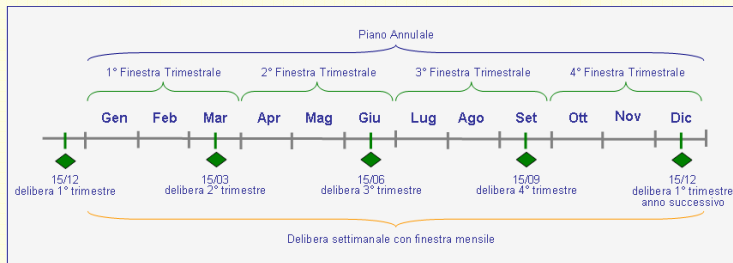 Piano Annulale
1° Finestra Trimestrale 2° Finestra Trimestrale 3° Finestra Trimestrale 4° Finestra Trimestrale
Gen Feb Mar Apr Mag Giu Lug Ago Set Ott Nov Dic
15/12 15/03 15/06 15/09 15/12
delibera 1° trimestre delibera 2° trimestre delibera 3° trimestre delibera 4° trimestre delibera 1° trimestre
anno successivo
Delibera settimanale con finestra mensile